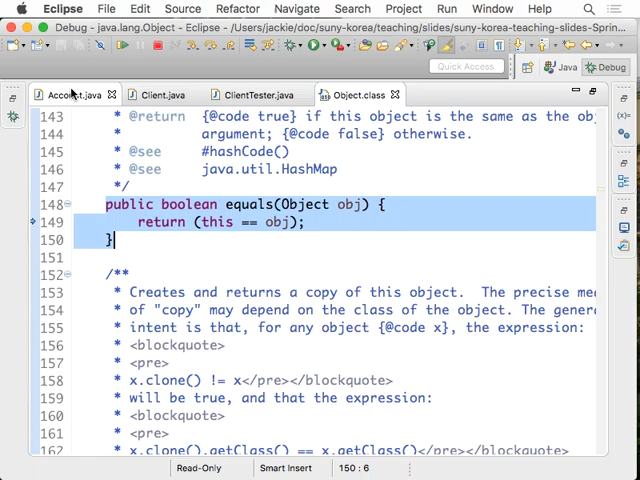 Eclipse File Edit Source Refactor Navigate Search Project Run Window Help
Debug - java.lang.Object - Eclipse - /Users/jackie/doc/suny-korea/teaching/slides/suny-korea-teaching-slides-Sprin...
Quick Access
Java
Debug
Account.java
Client.java
ClientTester.java
Object.class
143 * @return {@code true} if this object is the same as the ob
144 * argument; {@code false} otherwise.
145 * @see #hashCode()
146 * @see java.util.HashMap
147 */
148 public boolean equals(Object obj) {
149 return (this == obj);
150 }
151
152 /**
153 * Creates and returns a copy of this object. The precise mea
154 * of "copy" may depend on the class of the object. The gener
155 * intent is that, for any object {@code x}, the expression:
156 * <blockquote>
157 * <pre>
158 * x.clone() != x</pre></blockquote>
159 * will be true, and that the expression:
160 * <blockquote>
161 * <pre>
162 * x.clone().getClass() == x.getClass()</pre></blockquote>
Read-Only
Smart Insert
150 : 6